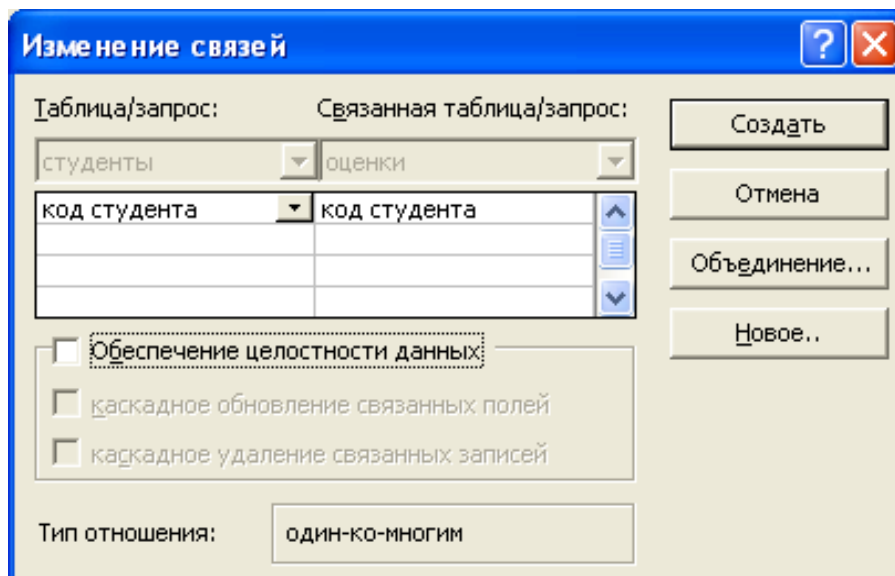 Изменение связей
Таблица/запрос: Связанная таблица/запрос:
студенты оценки
код студента код студента
Обеспечение целостности данных
каскадное обновление связанных полей
каскадное удаление связанных записей
Тип отношения: один-ко-многим
Создать
Отмена
Объединение...
Новое..